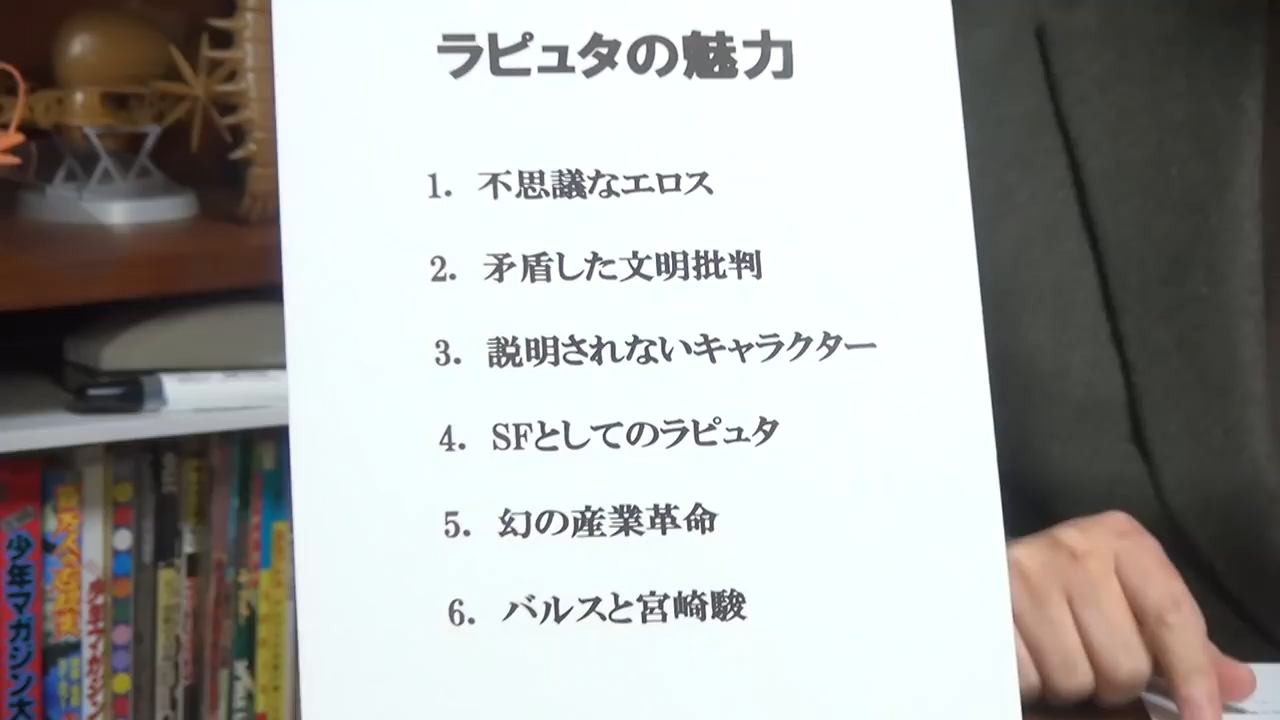 ラピュタの魅力
1. 不思議なエロス
2. 矛盾した文明批判
3. 説明されないキャラクター
4. SFとしてのラピュタ
5. 幻の産業革命
6. バルスと宮崎駿
少年マガジン大